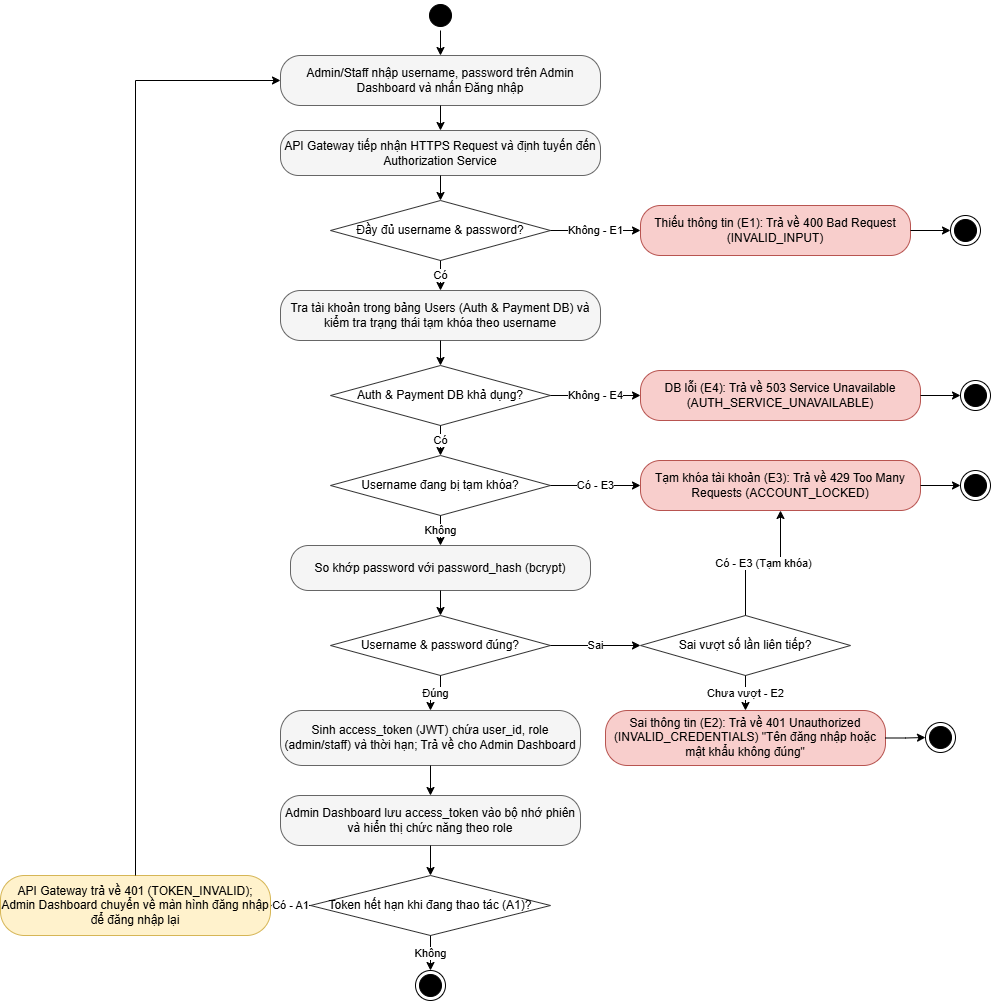 Admin/Staff nhập username, password trên Admin
Dashboard và nhấn Đăng nhập
API Gateway tiếp nhận HTTPS Request và định tuyến đến
Authorization Service
Đầy đủ username & password?
Không - E1
Thiếu thông tin (E1): Trả về 400 Bad Request
(INVALID_INPUT)
Có
Tra tài khoản trong bảng Users (Auth & Payment DB) và
kiểm tra trạng thái tạm khóa theo username
Auth & Payment DB khả dụng?
Không - E4
DB lỗi (E4): Trả về 503 Service Unavailable
(AUTH_SERVICE_UNAVAILABLE)
Có
Username đang bị tạm khóa?
Có - E3
Tạm khóa tài khoản (E3): Trả về 429 Too Many
Requests (ACCOUNT_LOCKED)
Không
So khớp password với password_hash (bcrypt)
Có - E3 (Tạm khóa)
Username & password đúng?
Sai
Sai vượt số lần liên tiếp?
Đúng
Chưa vượt - E2
Sinh access_token (JWT) chứa user_id, role
(admin/staff) và thời hạn; Trả về cho Admin Dashboard
Sai thông tin (E2): Trả về 401 Unauthorized
(INVALID_CREDENTIALS) "Tên đăng nhập hoặc
mật khẩu không đúng"
Admin Dashboard lưu access_token vào bộ nhớ phiên
và hiển thị chức năng theo role
API Gateway trả về 401 (TOKEN_INVALID);
Admin Dashboard chuyển về màn hình đăng nhập
để đăng nhập lại
Có - A1
Token hết hạn khi đang thao tác (A1)?
Không